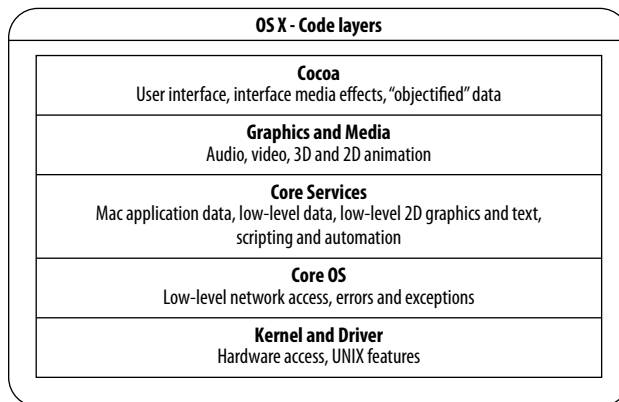 OS X - Code layers
Cocoa
User interface, interface media effects, “objectified” data
Graphics and Media
Audio, video, 3D and 2D animation
Core Services
Mac application data, low-level data, low-level 2D graphics and text,
scripting and automation
Core OS
Low-level network access, errors and exceptions
Kernel and Driver
Hardware access, UNIX features